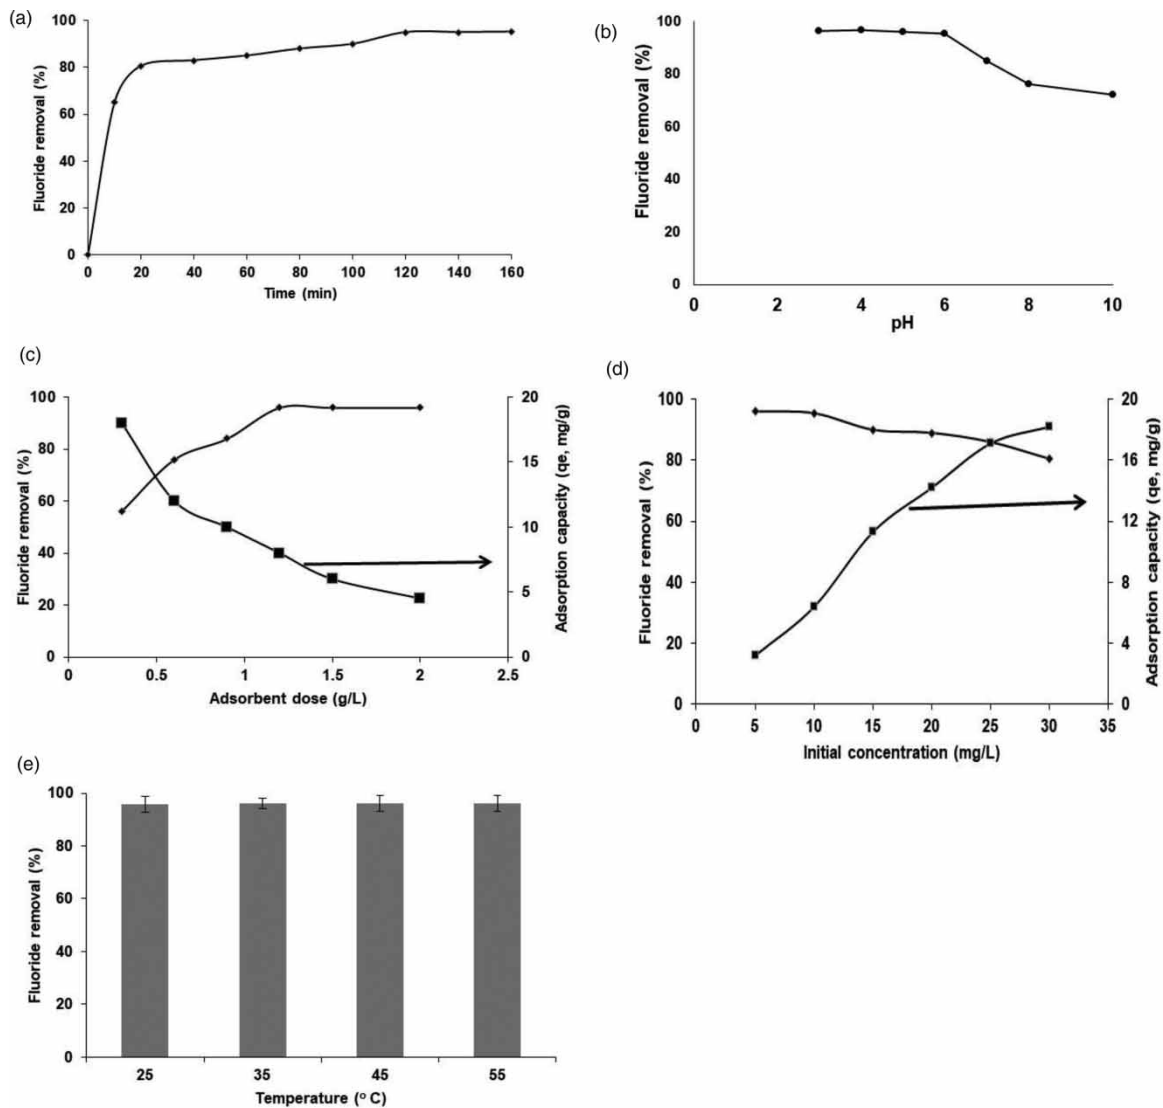 (a)
100
80
60
40
20
0
Fluoride removal (%)
0 20 40 60 80 100 120 140 160
Time (min)
(b)
100
80
60
40
20
0
Fluoride removal (%)
0 2 4 6 8 10
pH
(c)
100
80
60
40
20
0
Fluoride removal (%)
20
15
10
5
0
Adsorption capacity (qe, mg/g)
0 0.5 1 1.5 2 2.5
Adsorbent dose (g/L)
(d)
100
80
60
40
20
0
Fluoride removal (%)
20
16
12
8
4
0
Adsorption capacity (qe, mg/g)
0 5 10 15 20 25 30 35
Initial concentration (mg/L)
(e)
100
80
60
40
20
0
Fluoride removal (%)
25 35 45 55
Temperature (° C)